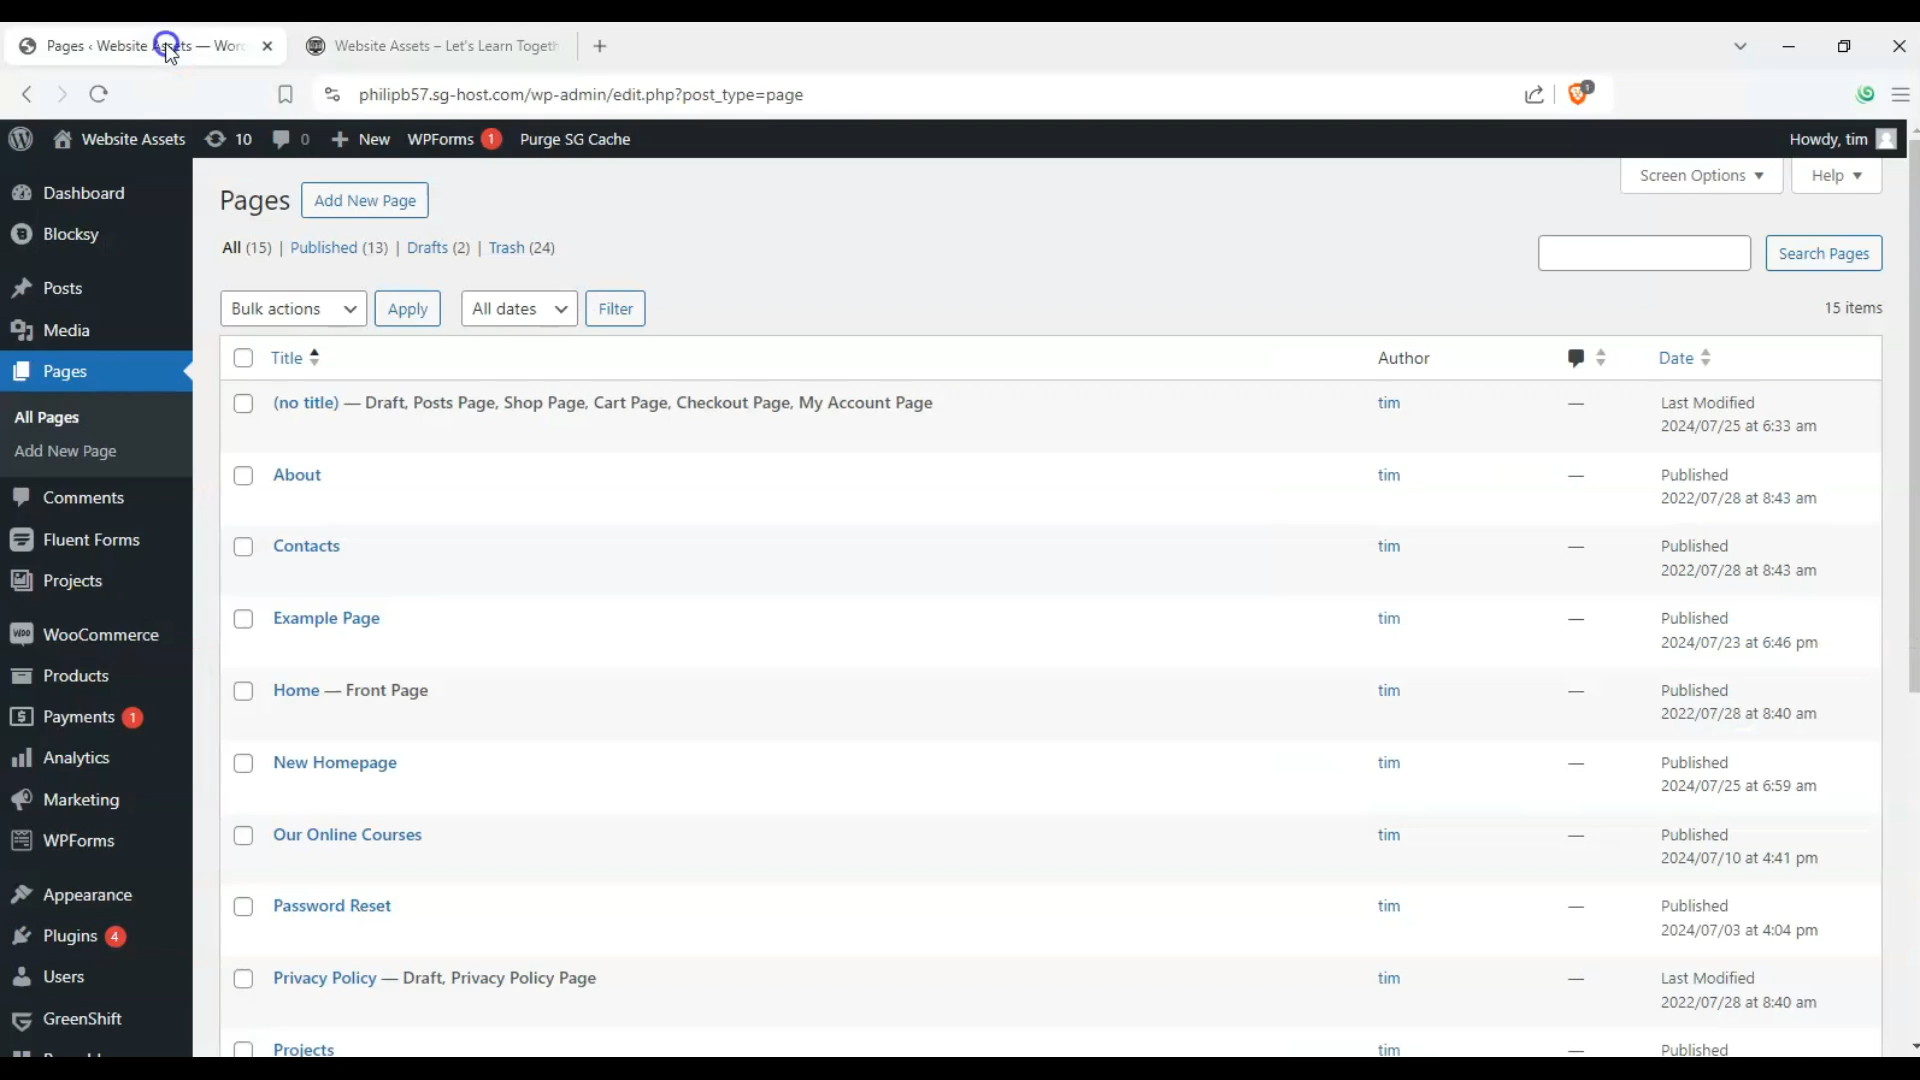 Pages ‹ Website Assets — Wor
Website Assets – Let's Learn Togeth
philipb57.sg-host.com/wp-admin/edit.php?post_type=page
1
Website Assets 10 0 New WPForms 1 Purge SG Cache Howdy, tim
Screen Options Help
Pages Add New Page
All (15) | Published (13) | Drafts (2) | Trash (24)
Search Pages
Bulk actions Apply All dates Filter 15 items
Title Author Date
(no title) — Draft, Posts Page, Shop Page, Cart Page, Checkout Page, My Account Page tim — Last Modified
2024/07/25 at 6:33 am
About tim — Published
2022/07/28 at 8:43 am
Contacts tim — Published
2022/07/28 at 8:43 am
Example Page tim — Published
2024/07/23 at 6:46 pm
Home — Front Page tim — Published
2022/07/28 at 8:40 am
New Homepage tim — Published
2024/07/25 at 6:59 am
Our Online Courses tim — Published
2024/07/10 at 4:41 pm
Password Reset tim — Published
2024/07/03 at 4:04 pm
Privacy Policy — Draft, Privacy Policy Page tim — Last Modified
2022/07/28 at 8:40 am
Projects tim — Published
Dashboard
Blocksy
Posts
Media
Pages
All Pages
Add New Page
Comments
Fluent Forms
Projects
WooCommerce
Products
Payments 1
Analytics
Marketing
WPForms
Appearance
Plugins 4
Users
GreenShift